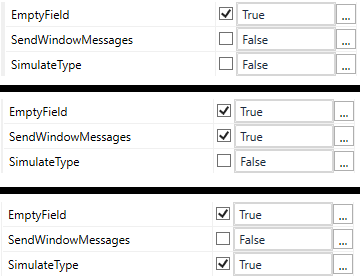 EmptyField True ...
SendWindowMessages False ...
SimulateType False ...
EmptyField True ...
SendWindowMessages True ...
SimulateType False ...
EmptyField True ...
SendWindowMessages False ...
SimulateType True ...